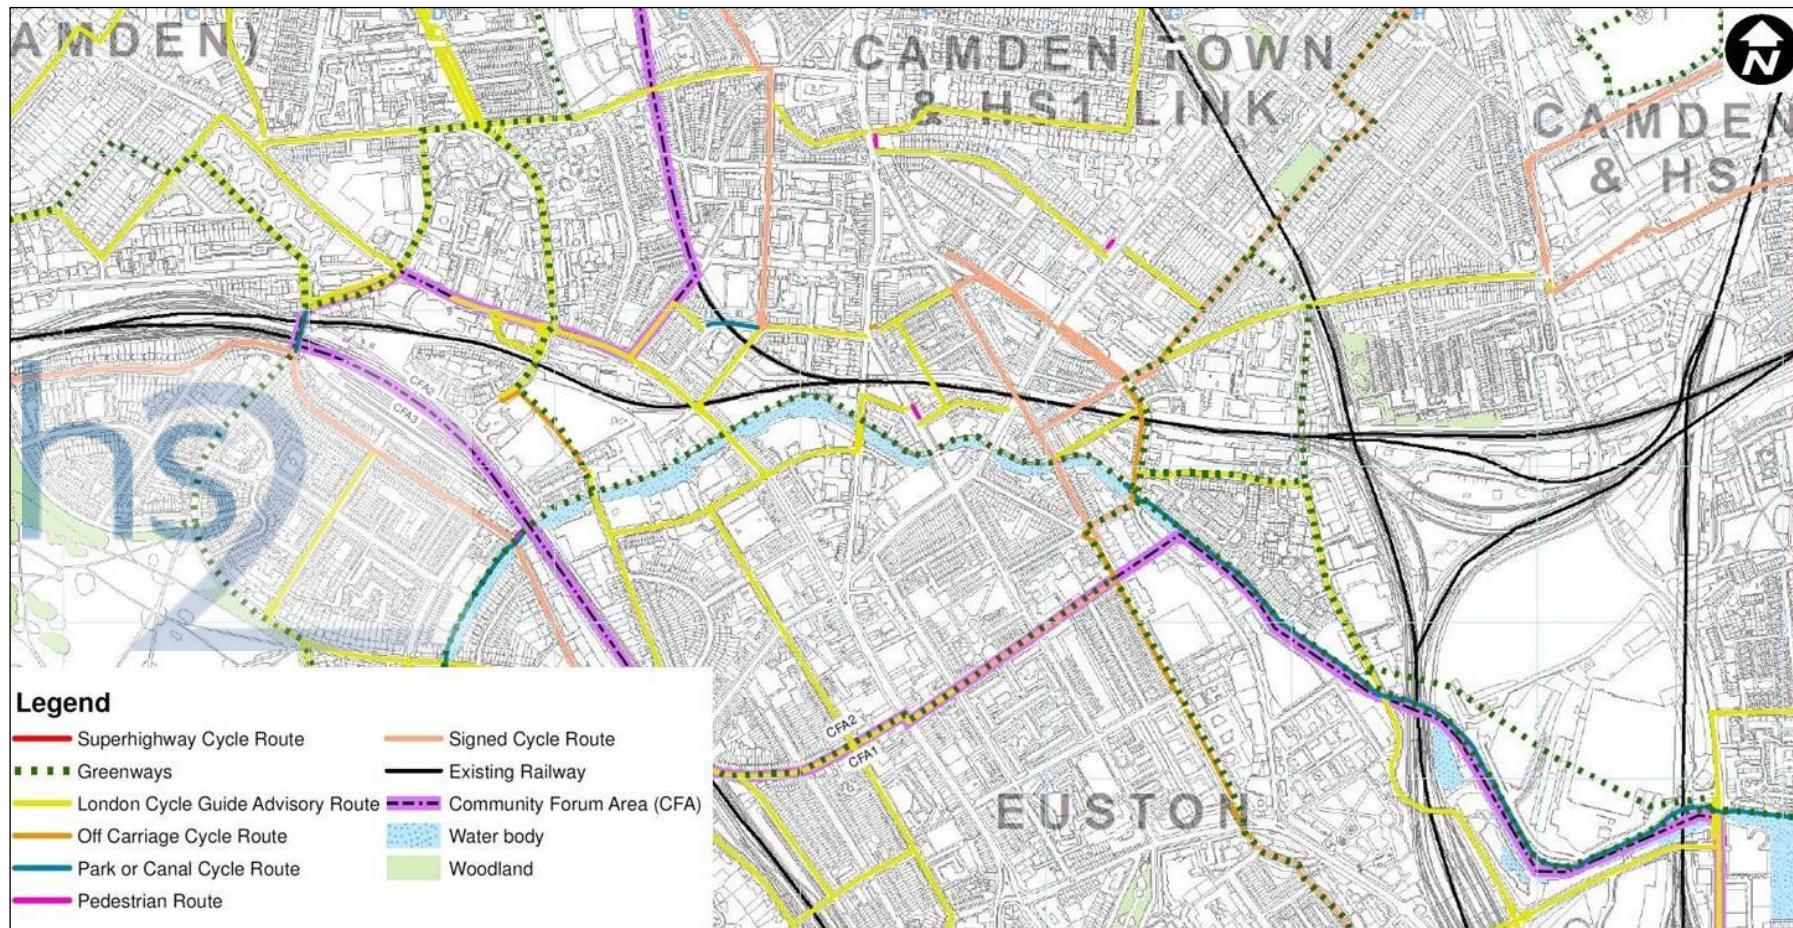 C D E F G H I
AMDEN)
CAMDEN TOWN
& HS1 LINK
CAMDEN
& HS1
N
CFA2
CFA3
hs2
CFA2
CFA1
EUSTON
Legend
Superhighway Cycle Route
Greenways
London Cycle Guide Advisory Route
Off Carriage Cycle Route
Park or Canal Cycle Route
Pedestrian Route
Signed Cycle Route
Existing Railway
Community Forum Area (CFA)
Water body
Woodland